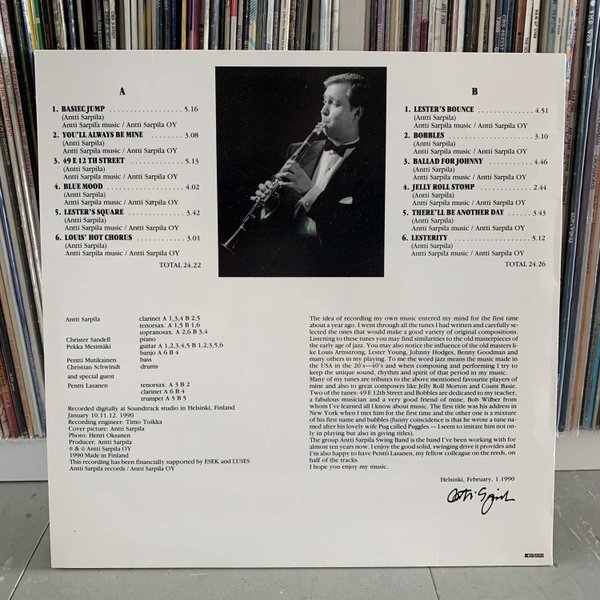 A
1. BASIEC JUMP . . . . . . . . . . . . . . . . . . 5.16
(Antti Sarpila)
Antti Sarpila music / Antti Sarpila OY
2. YOU'LL ALWAYS BE MINE . . . . . . . 3.08
(Antti Sarpila)
Antti Sarpila music / Antti Sarpila OY
3. 49 E 12 TH STREET . . . . . . . . . . . . . 5.13
(Antti Sarpila)
Antti Sarpila music / Antti Sarpila OY
4. BLUE MOOD . . . . . . . . . . . . . . . . . . 4.02
(Antti Sarpila)
Antti Sarpila music / Antti Sarpila OY
5. LESTER'S SQUARE . . . . . . . . . . . . . 3.42
(Antti Sarpila)
Antti Sarpila music / Antti Sarpila OY
6. LOUIS' HOT CHORUS . . . . . . . . . . . 3.01
(Antti Sarpila)
Antti Sarpila music / Antti Sarpila OY
TOTAL 24.22
B
1. LESTER'S BOUNCE . . . . . . . . . . . . . 4.51
(Antti Sarpila)
Antti Sarpila music / Antti Sarpila OY
2. BOBBLES . . . . . . . . . . . . . . . . . . . . 3.10
(Antti Sarpila)
Antti Sarpila music / Antti Sarpila OY
3. BALLAD FOR JOHNNY . . . . . . . . . . 4.46
(Antti Sarpila)
Antti Sarpila music / Antti Sarpila OY
4. JELLY ROLL STOMP . . . . . . . . . . . . 2.44
(Antti Sarpila)
Antti Sarpila music / Antti Sarpila OY
5. THERE'LL BE ANOTHER DAY . . . . . . 3.43
(Antti Sarpila)
Antti Sarpila music / Antti Sarpila OY
6. LESTERITY . . . . . . . . . . . . . . . . . . . 5.12
(Antti Sarpila)
Antti Sarpila music / Antti Sarpila OY
TOTAL 24.26
Antti Sarpila clarinet A 1,3,4 B 2,5
tenorsax. A 1,5 B 1,6
sopranosax. A 2,6 B 3,4
Christer Sandell piano
Pekka Mesimäki guitar A 1,2,3,4,5 B 1,2,3,5,6
banjo A 6 B 4
Pentti Mutikainen bass
Christian Schwindt drums
and special guest
Pentti Lasanen tenorsax. A 3 B 2
clarinet A 6 B 4
trumpet A 5 B 5
Recorded digitally at Soundtrack studio in Helsinki, Finland
January 10.11.12. 1990
Recording engineer: Timo Toikka
Cover picture: Antti Sarpila
Photo: Henri Oksanen
Producer: Antti Sarpila
℗ & © Antti Sarpila OY
1990 Made in Finland
This recording has been financially supported by ESEK and LUSES
Antti Sarpila records / Antti Sarpila OY
The idea of recording my own music entered my mind for the first time
about a year ago. I went through all the tunes I had written and carefully se-
lected the ones that would make a good variety of original compositions.
Listening to these tunes you may find similarities to the old masterpieces of
the early age of jazz. You may also notice the influence of the old masters li-
ke Louis Armstrong, Lester Young, Johnny Hodges, Benny Goodman and
many others in my playing. To me the word jazz means the music made in
the USA in the 20's—40's and when composing and performing I try to
keep the unique sound, rhythm and spirit of that period in my music.
Many of my tunes are tributes to the above mentioned favourite players of
mine and also to great composers like Jelly Roll Morton and Count Basie.
Two of the tunes: 49 E 12th Street and Bobbles are dedicated to my teacher,
a fabulous musician and a very good friend of mine, Bob Wilber from
whom I've learned all I know about music. The first title was his address in
New York when I met him for the first time and the other one is a mixture
of his first name and bubbles (funny coincidence is that he wrote a tune na-
med after his lovely wife Pug called Puggles — I seem to imitate him not on-
ly in playing but also in giving titles).
The group Antti Sarpila Swing Band is the band I've been working with for
almost ten years now. I enjoy the good solid, swinging drive it provides and
I'm also happy to have Pentti Lasanen, my fellow colleague on the reeds, on
half of the tracks.
I hope you enjoy my music.
Helsinki, February, 1.1990